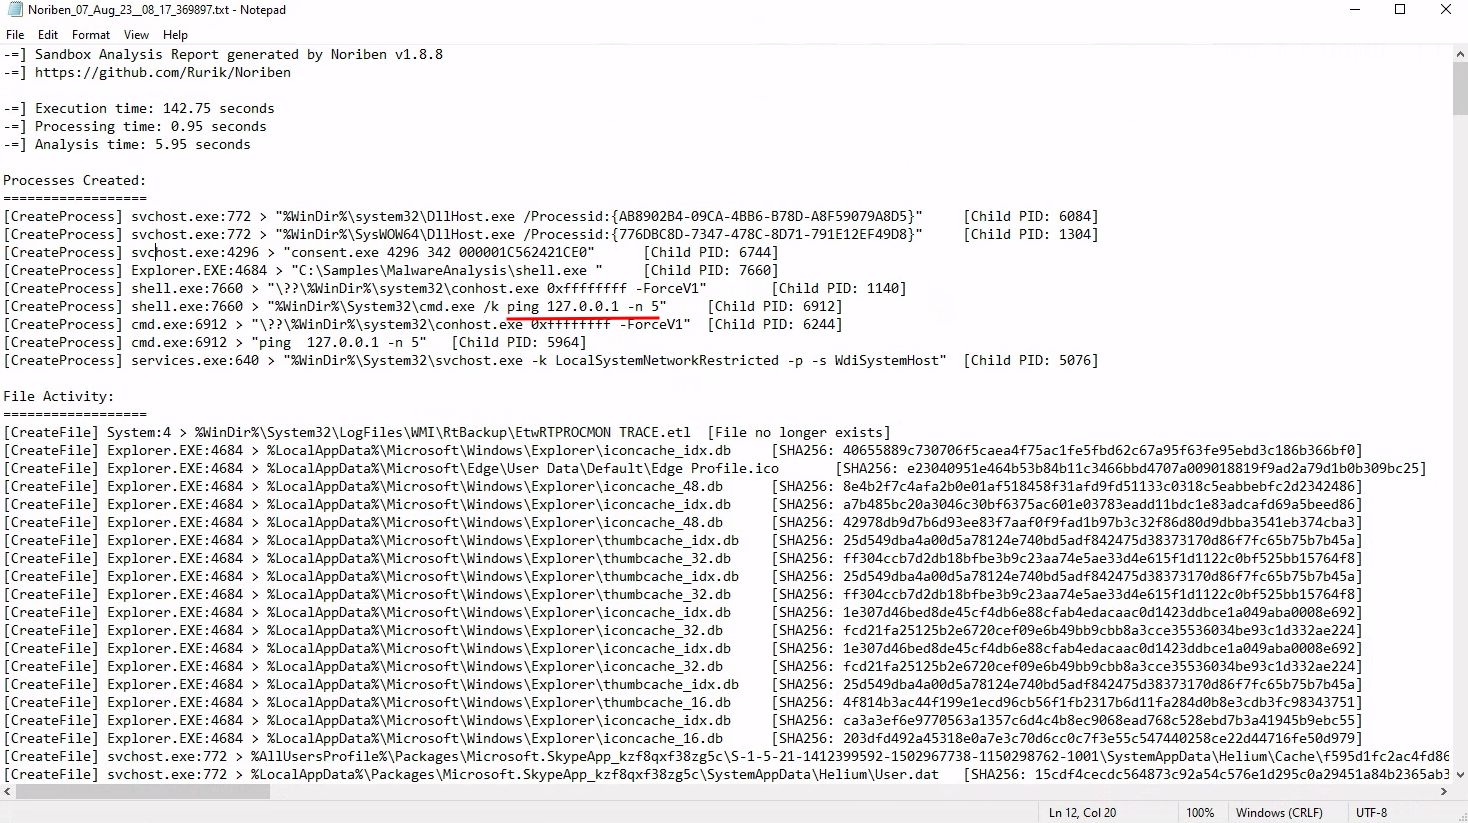 Noriben_07_Aug_23__08_17_369897.txt - Notepad
File Edit Format View Help
-=] Sandbox Analysis Report generated by Noriben v1.8.8
-=] https://github.com/Rurik/Noriben
-=] Execution time: 142.75 seconds
-=] Processing time: 0.95 seconds
-=] Analysis time: 5.95 seconds
Processes Created:
==================
[CreateProcess] svchost.exe:772 > "%WinDir%\system32\DllHost.exe /Processid:{AB8902B4-09CA-4BB6-B78D-A8F59079A8D5}" [Child PID: 6084]
[CreateProcess] svchost.exe:772 > "%WinDir%\SysWOW64\DllHost.exe /Processid:{776DBC8D-7347-478C-8D71-791E12EF49D8}" [Child PID: 1304]
[CreateProcess] svchost.exe:4296 > "consent.exe 4296 342 000001C562421CE0" [Child PID: 6744]
[CreateProcess] Explorer.EXE:4684 > "C:\Samples\MalwareAnalysis\shell.exe " [Child PID: 7660]
[CreateProcess] shell.exe:7660 > "\??\%WinDir%\system32\conhost.exe 0xffffffff -ForceV1" [Child PID: 1140]
[CreateProcess] shell.exe:7660 > "%WinDir%\System32\cmd.exe /k ping 127.0.0.1 -n 5" [Child PID: 6912]
[CreateProcess] cmd.exe:6912 > "\??\%WinDir%\system32\conhost.exe 0xffffffff -ForceV1" [Child PID: 6244]
[CreateProcess] cmd.exe:6912 > "ping 127.0.0.1 -n 5" [Child PID: 5964]
[CreateProcess] services.exe:640 > "%WinDir%\System32\svchost.exe -k LocalSystemNetworkRestricted -p -s WdiSystemHost" [Child PID: 5076]
File Activity:
==================
[CreateFile] System:4 > %WinDir%\System32\LogFiles\WMI\RtBackup\EtwRTPROCMON TRACE.etl [File no longer exists]
[CreateFile] Explorer.EXE:4684 > %LocalAppData%\Microsoft\Windows\Explorer\iconcache_idx.db [SHA256: 40655889c730706f5caea4f75ac1fe5fbd62c67a95f63fe95ebd3c186b366bf0]
[CreateFile] Explorer.EXE:4684 > %LocalAppData%\Microsoft\Edge\User Data\Default\Edge Profile.ico [SHA256: e23040951e464b53b84b11c3466bbd4707a009018819f9ad2a79d1b0b309bc25]
[CreateFile] Explorer.EXE:4684 > %LocalAppData%\Microsoft\Windows\Explorer\iconcache_48.db [SHA256: 8e4b2f7c4afa2b0e01af518458f31afd9fd51133c0318c5eabbebfc2d2342486]
[CreateFile] Explorer.EXE:4684 > %LocalAppData%\Microsoft\Windows\Explorer\iconcache_idx.db [SHA256: a7b485bc20a3046c30bf6375ac601e03783eadd11bdc1e83adcafd69a5beed86]
[CreateFile] Explorer.EXE:4684 > %LocalAppData%\Microsoft\Windows\Explorer\iconcache_48.db [SHA256: 42978db9d7b6d93ee83f7aaf0f9fad1b97b3c32f86d80d9dbba3541eb374cba3]
[CreateFile] Explorer.EXE:4684 > %LocalAppData%\Microsoft\Windows\Explorer\thumbcache_idx.db [SHA256: 25d549dba4a00d5a78124e740bd5adf842475d38373170d86f7fc65b75b7b45a]
[CreateFile] Explorer.EXE:4684 > %LocalAppData%\Microsoft\Windows\Explorer\thumbcache_32.db [SHA256: ff304ccb7d2db18bfbe3b9c23aa74e5ae33d4e615f1d1122c0bf525bb15764f8]
[CreateFile] Explorer.EXE:4684 > %LocalAppData%\Microsoft\Windows\Explorer\thumbcache_idx.db [SHA256: 25d549dba4a00d5a78124e740bd5adf842475d38373170d86f7fc65b75b7b45a]
[CreateFile] Explorer.EXE:4684 > %LocalAppData%\Microsoft\Windows\Explorer\thumbcache_32.db [SHA256: ff304ccb7d2db18bfbe3b9c23aa74e5ae33d4e615f1d1122c0bf525bb15764f8]
[CreateFile] Explorer.EXE:4684 > %LocalAppData%\Microsoft\Windows\Explorer\iconcache_idx.db [SHA256: 1e307d46bed8de45cf4db6e88cfab4edacaac0d1423ddbce1a049aba0008e692]
[CreateFile] Explorer.EXE:4684 > %LocalAppData%\Microsoft\Windows\Explorer\iconcache_32.db [SHA256: fcd21fa25125b2e6720cef09e6b49bb9cbb8a3cce35536034be93c1d332ae224]
[CreateFile] Explorer.EXE:4684 > %LocalAppData%\Microsoft\Windows\Explorer\iconcache_idx.db [SHA256: 1e307d46bed8de45cf4db6e88cfab4edacaac0d1423ddbce1a049aba0008e692]
[CreateFile] Explorer.EXE:4684 > %LocalAppData%\Microsoft\Windows\Explorer\iconcache_32.db [SHA256: fcd21fa25125b2e6720cef09e6b49bb9cbb8a3cce35536034be93c1d332ae224]
[CreateFile] Explorer.EXE:4684 > %LocalAppData%\Microsoft\Windows\Explorer\thumbcache_idx.db [SHA256: 25d549dba4a00d5a78124e740bd5adf842475d38373170d86f7fc65b75b7b45a]
[CreateFile] Explorer.EXE:4684 > %LocalAppData%\Microsoft\Windows\Explorer\thumbcache_16.db [SHA256: 4f814b3ac44f199e1ecd96cb56f1fb2317b6d11fa284d0b8e3cdb3fc98343751]
[CreateFile] Explorer.EXE:4684 > %LocalAppData%\Microsoft\Windows\Explorer\iconcache_idx.db [SHA256: ca3a3ef6e9770563a1357c6d4c4b8ec9068ead768c528ebd7b3a41945b9ebc55]
[CreateFile] Explorer.EXE:4684 > %LocalAppData%\Microsoft\Windows\Explorer\iconcache_16.db [SHA256: 203dfd492a45318e0a7e3c70d6cc0c7f3e55c547440258ce22d44716fe50d979]
[CreateFile] svchost.exe:772 > %AllUsersProfile%\Packages\Microsoft.SkypeApp_kzf8qxf38zg5c\S-1-5-21-1412399592-1502967738-1150298762-1001\SystemAppData\Helium\Cache\f595d1fc2ac4fd86
[CreateFile] svchost.exe:772 > %LocalAppData%\Packages\Microsoft.SkypeApp_kzf8qxf38zg5c\SystemAppData\Helium\User.dat [SHA256: 15cdf4cecdc564873c92a54c576e1d295c0a29451a84b2365ab3
Ln 12, Col 20 100% Windows (CRLF) UTF-8